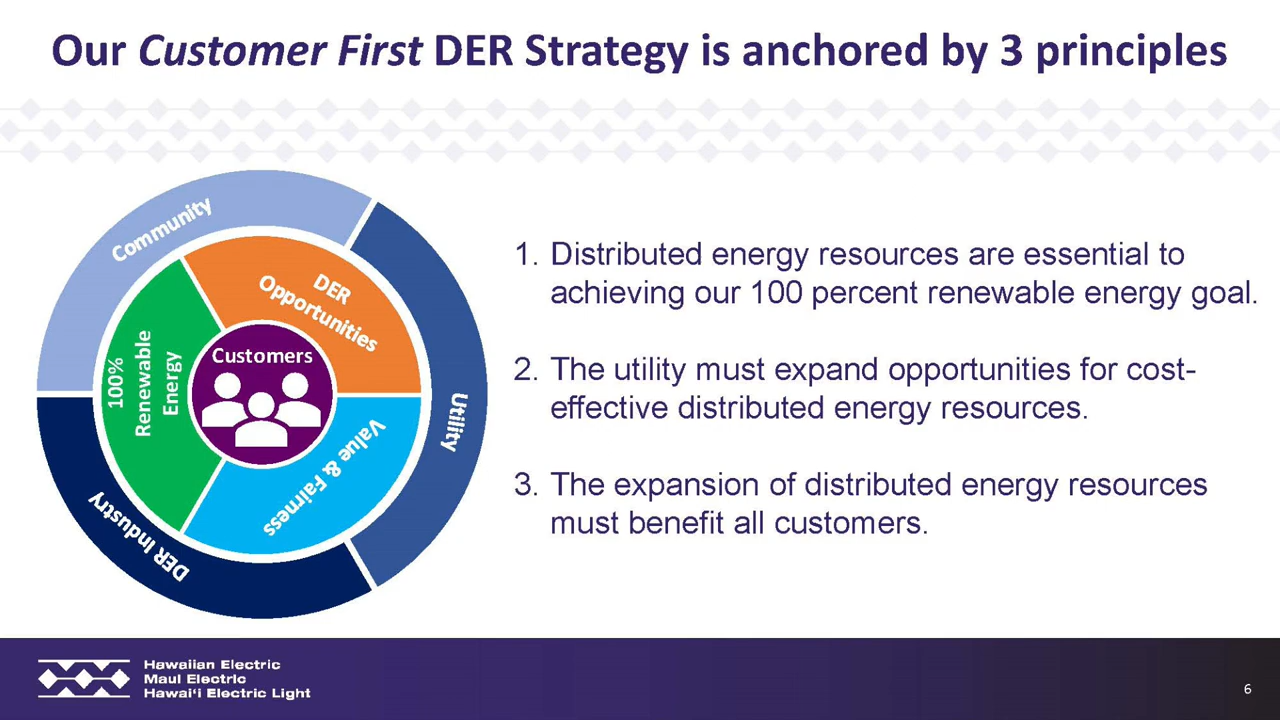 Our Customer First DER Strategy is anchored by 3 principles
Community
DER
Opportunities
100%
Renewable
Energy
Customers
Utility
Value & Fairness
DER Industry
1. Distributed energy resources are essential to
achieving our 100 percent renewable energy goal.
2. The utility must expand opportunities for cost-
effective distributed energy resources.
3. The expansion of distributed energy resources
must benefit all customers.
Hawaiian Electric
Maui Electric
Hawai‘i Electric Light
6